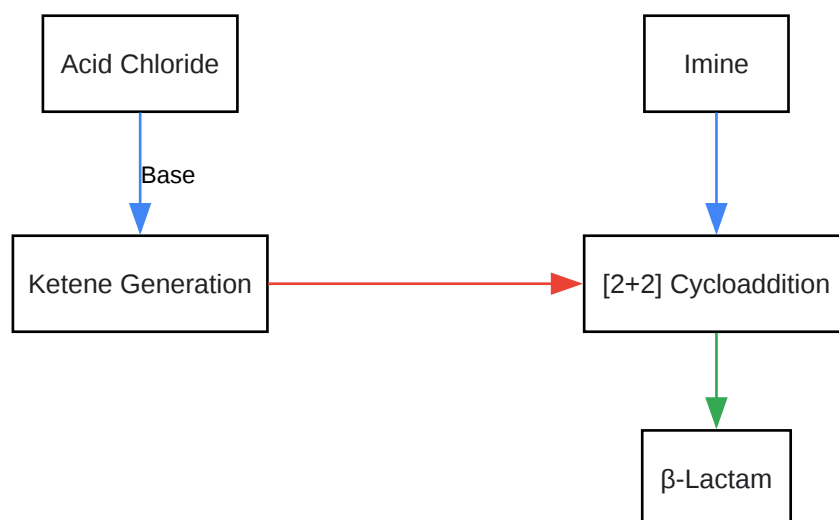 Acid Chloride
Imine
Base
Ketene Generation
[2+2] Cycloaddition
β-Lactam